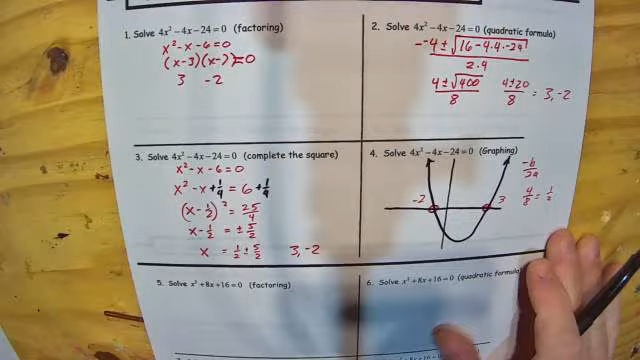 1. Solve 4x² - 4x - 24 = 0 (factoring)
x² - x - 6 = 0
(x-3)(x-?)=0
3 -2
2. Solve 4x² - 4x - 24 = 0 (quadratic formula)
--4 ± √16 - 4·4·-24
2·4
4 ± √400
8
4 ± 20
8
= 3, -2
3. Solve 4x² - 4x - 24 = 0 (complete the square)
x² - x - 6 = 0
x² - x + 1/4 = 6 + 1/4
(x - 1/2)² = 25/4
x - 1/2 = ± 5/2
x = 1/2 ± 5/2 3, -2
4. Solve 4x² - 4x - 24 = 0 (Graphing)
-b/2a
4/8 = 1/2
-2 3
5. Solve x² + 8x + 16 = 0 (factoring)
6. Solve x² + 8x + 16 = 0 (quadratic formula)